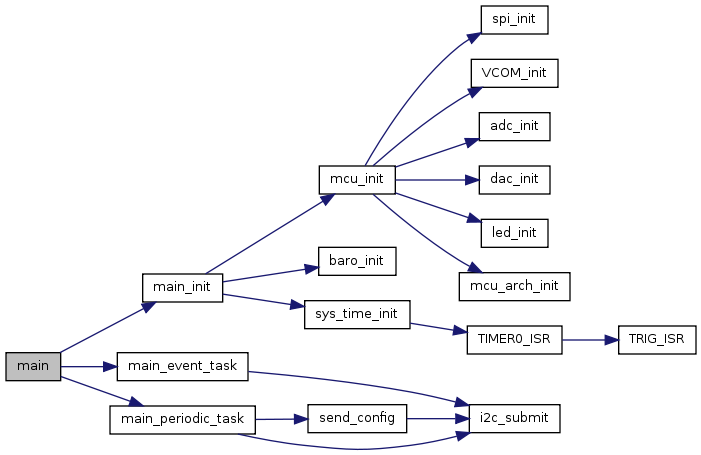 spi_init
VCOM_init
adc_init
mcu_init
dac_init
led_init
baro_init
main_init
mcu_arch_init
sys_time_init
TIMER0_ISR
TRIG_ISR
main
main_event_task
main_periodic_task
send_config
i2c_submit